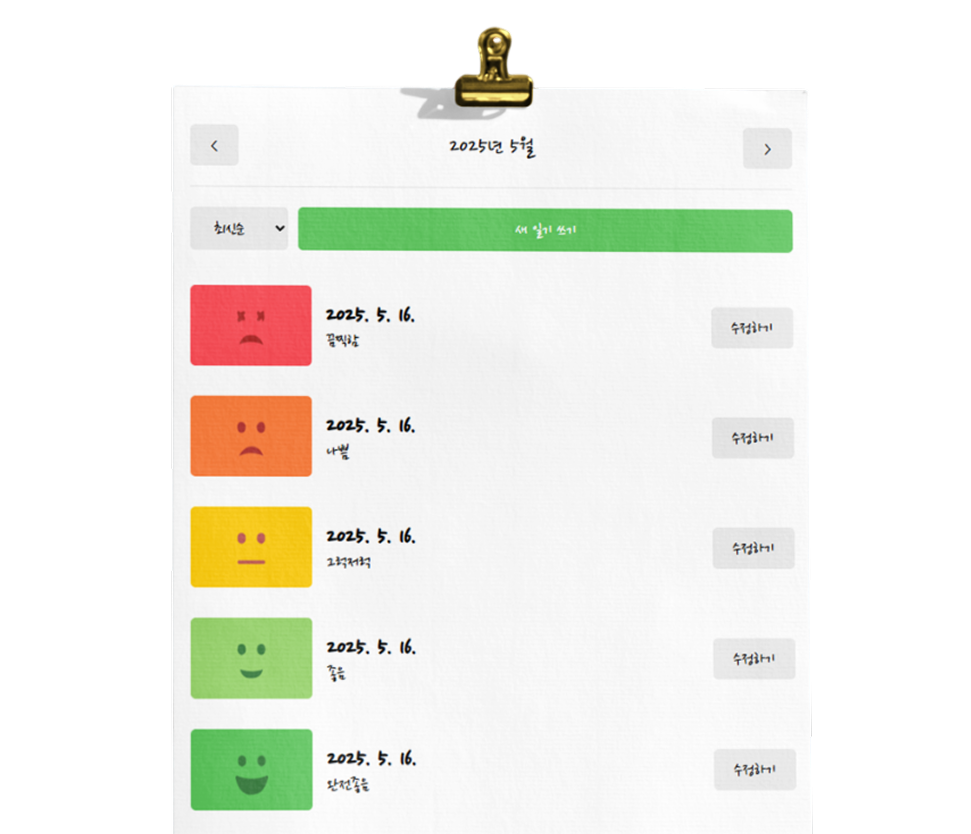 2025년 5월
최신순
새 일기 쓰기
2025. 5. 16.
끔찍함
수정하기
2025. 5. 16.
나쁨
수정하기
2025. 5. 16.
그럭저럭
수정하기
2025. 5. 16.
좋음
수정하기
2025. 5. 16.
완전좋음
수정하기